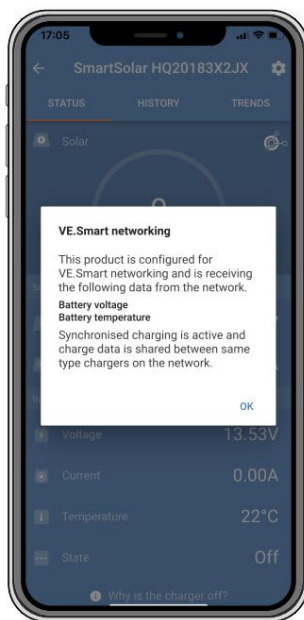 17:05
SmartSolar HQ20183X2JX
STATUS HISTORY TRENDS
Solar
VE.Smart networking
This product is configured for
VE.Smart networking and is receiving
the following data from the network.
Battery voltage
Battery temperature
Synchronised charging is active and
charge data is shared between same
type chargers on the network.
OK
Voltage 13.53V
Current 0.00A
Temperature 22°C
State Off
Why is the charger off?